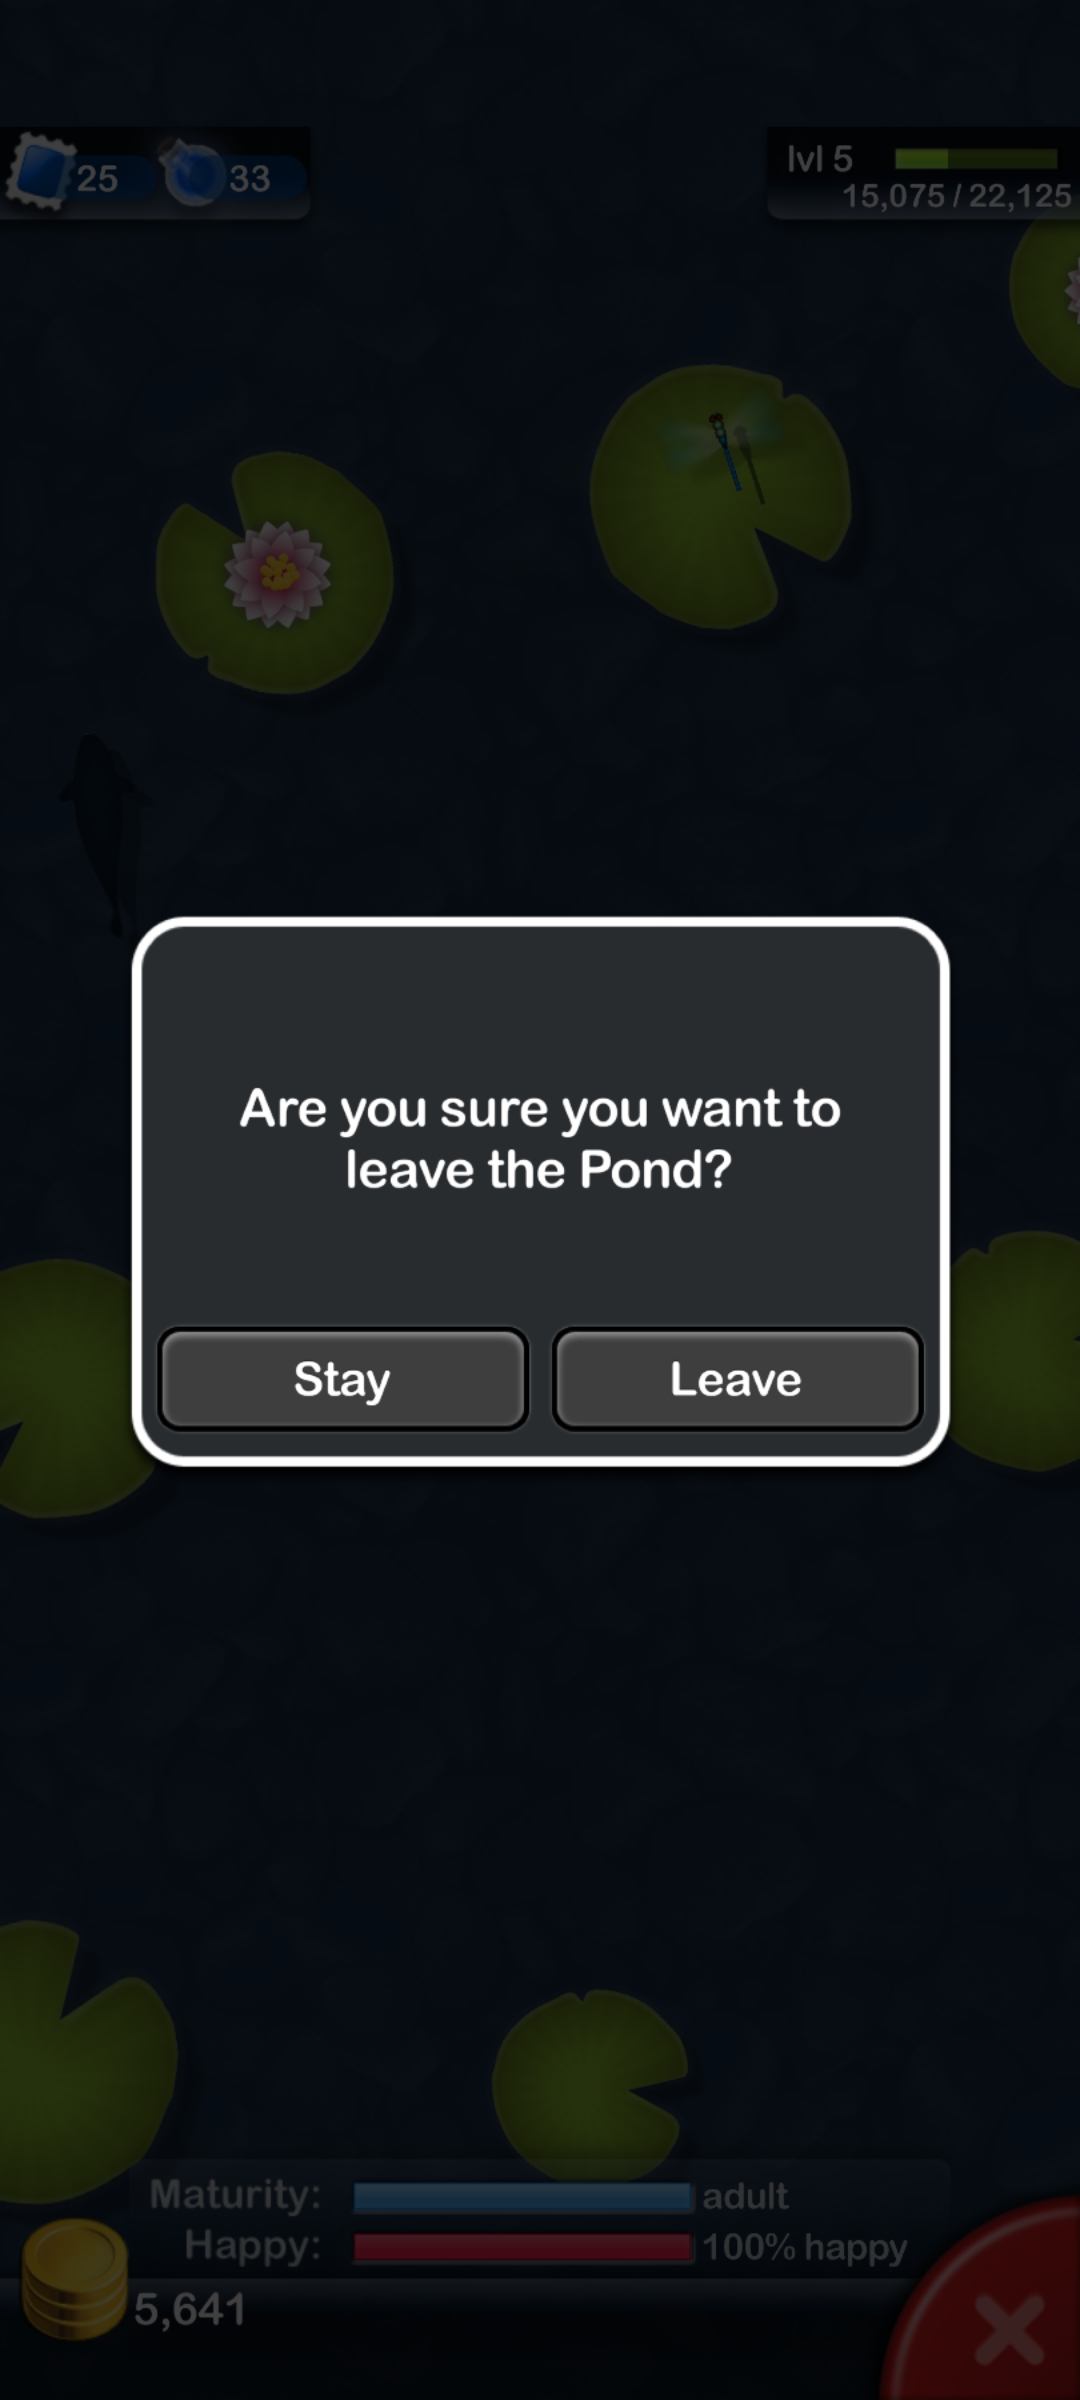 25
33
lvl 5
15,075 / 22,125
Are you sure you want to
leave the Pond?
Stay
Leave
Maturity: adult
Happy: 100% happy
5,641